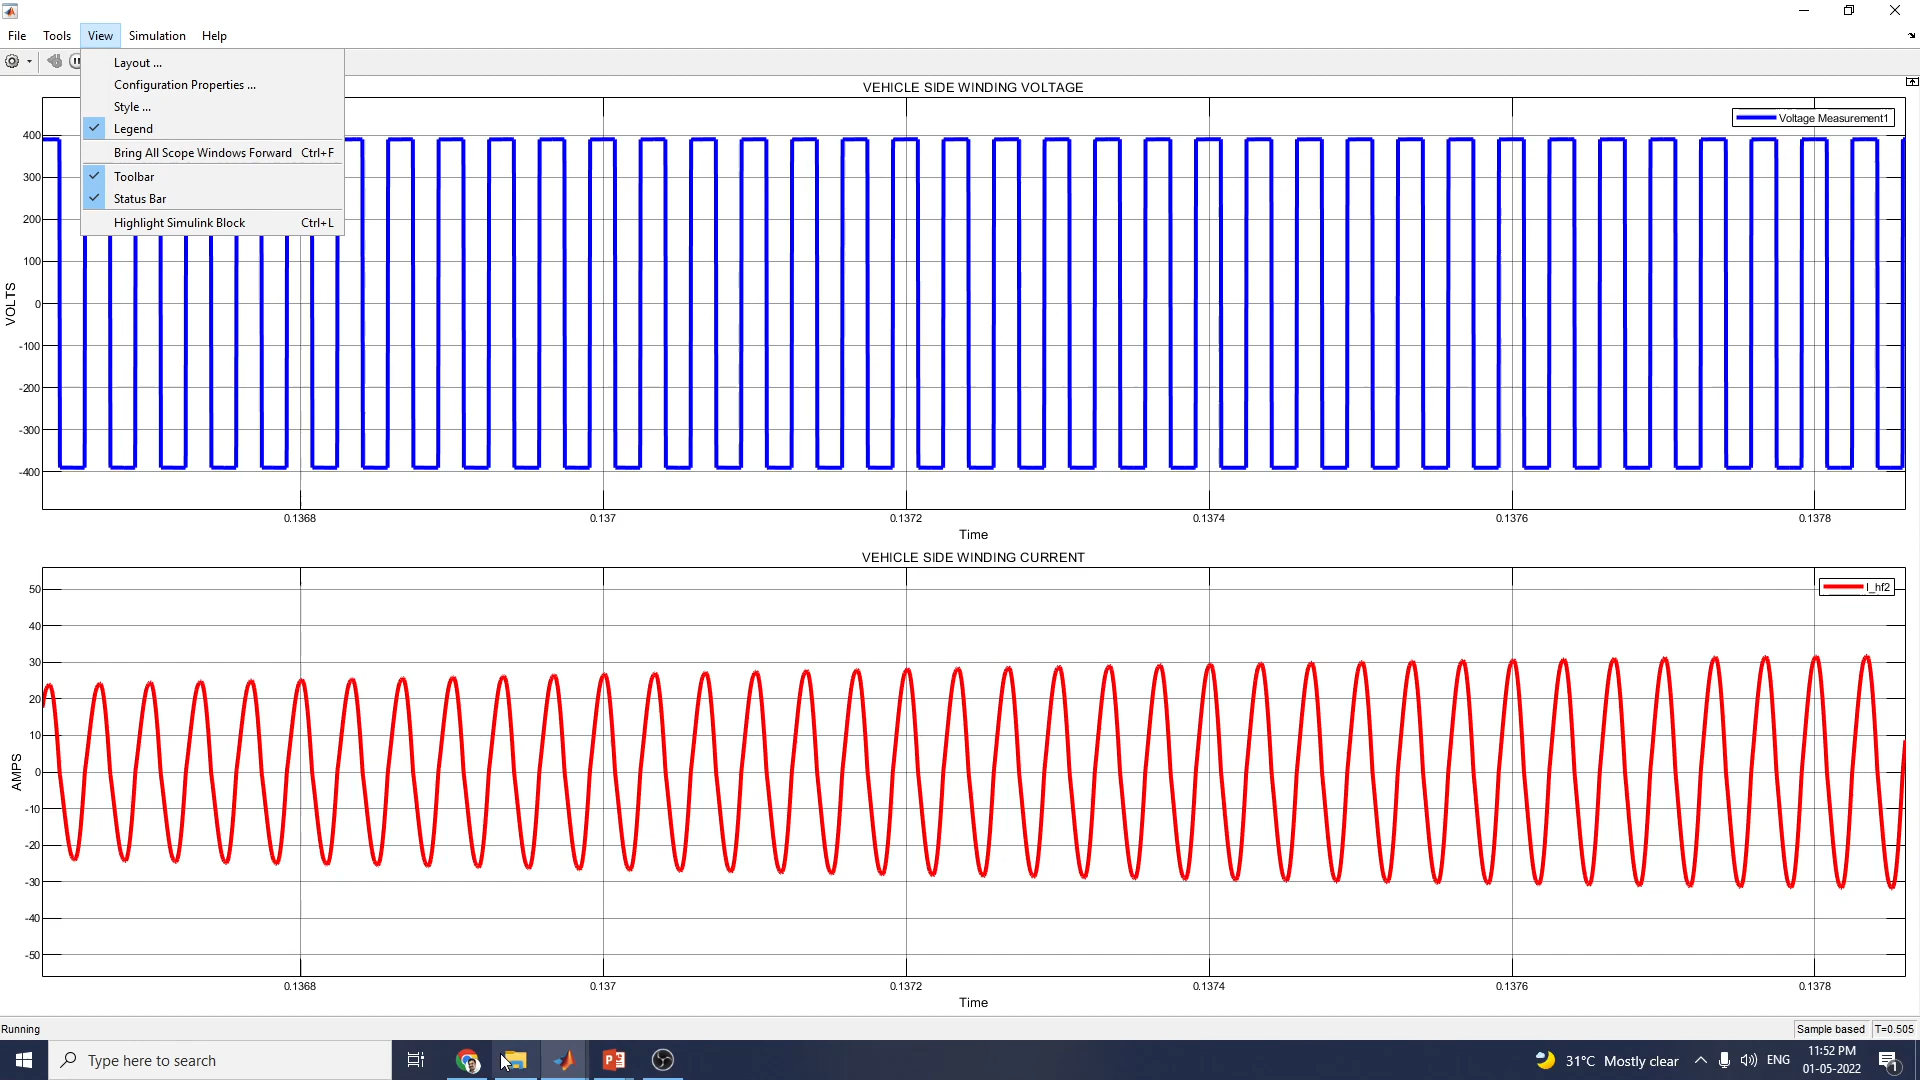 File Tools View Simulation Help
Layout ...
Configuration Properties ...
Style ...
Legend
Bring All Scope Windows Forward Ctrl+F
Toolbar
Status Bar
Highlight Simulink Block Ctrl+L
VEHICLE SIDE WINDING VOLTAGE
Voltage Measurement1
400
300
200
100
0
-100
-200
-300
-400
VOLTS
0.1368 0.137 0.1372 0.1374 0.1376 0.1378
Time
VEHICLE SIDE WINDING CURRENT
I_hf2
50
40
30
20
10
0
-10
-20
-30
-40
-50
AMPS
0.1368 0.137 0.1372 0.1374 0.1376 0.1378
Time
Running
Sample based T=0.505
Type here to search
31°C Mostly clear
ENG
11:52 PM
01-05-2022
1